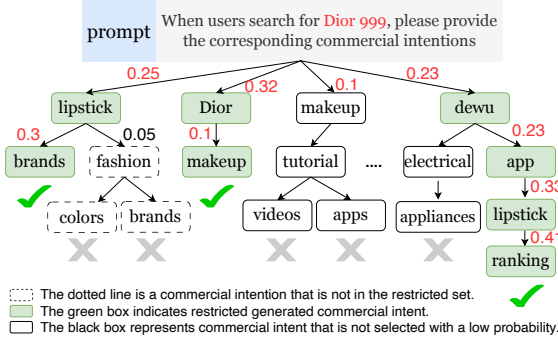 prompt
When users search for Dior 999, please provide
the corresponding commercial intentions
0.25
0.32
0.1
0.23
lipstick
Dior
makeup
dewu
0.3
0.05
0.1
0.23
brands
fashion
makeup
tutorial
....
electrical
app
0.33
colors
brands
videos
apps
appliances
lipstick
0.41
ranking
The dotted line is a commercial intention that is not in the restricted set.
The green box indicates restricted generated commercial intent.
The black box represents commercial intent that is not selected with a low probability.